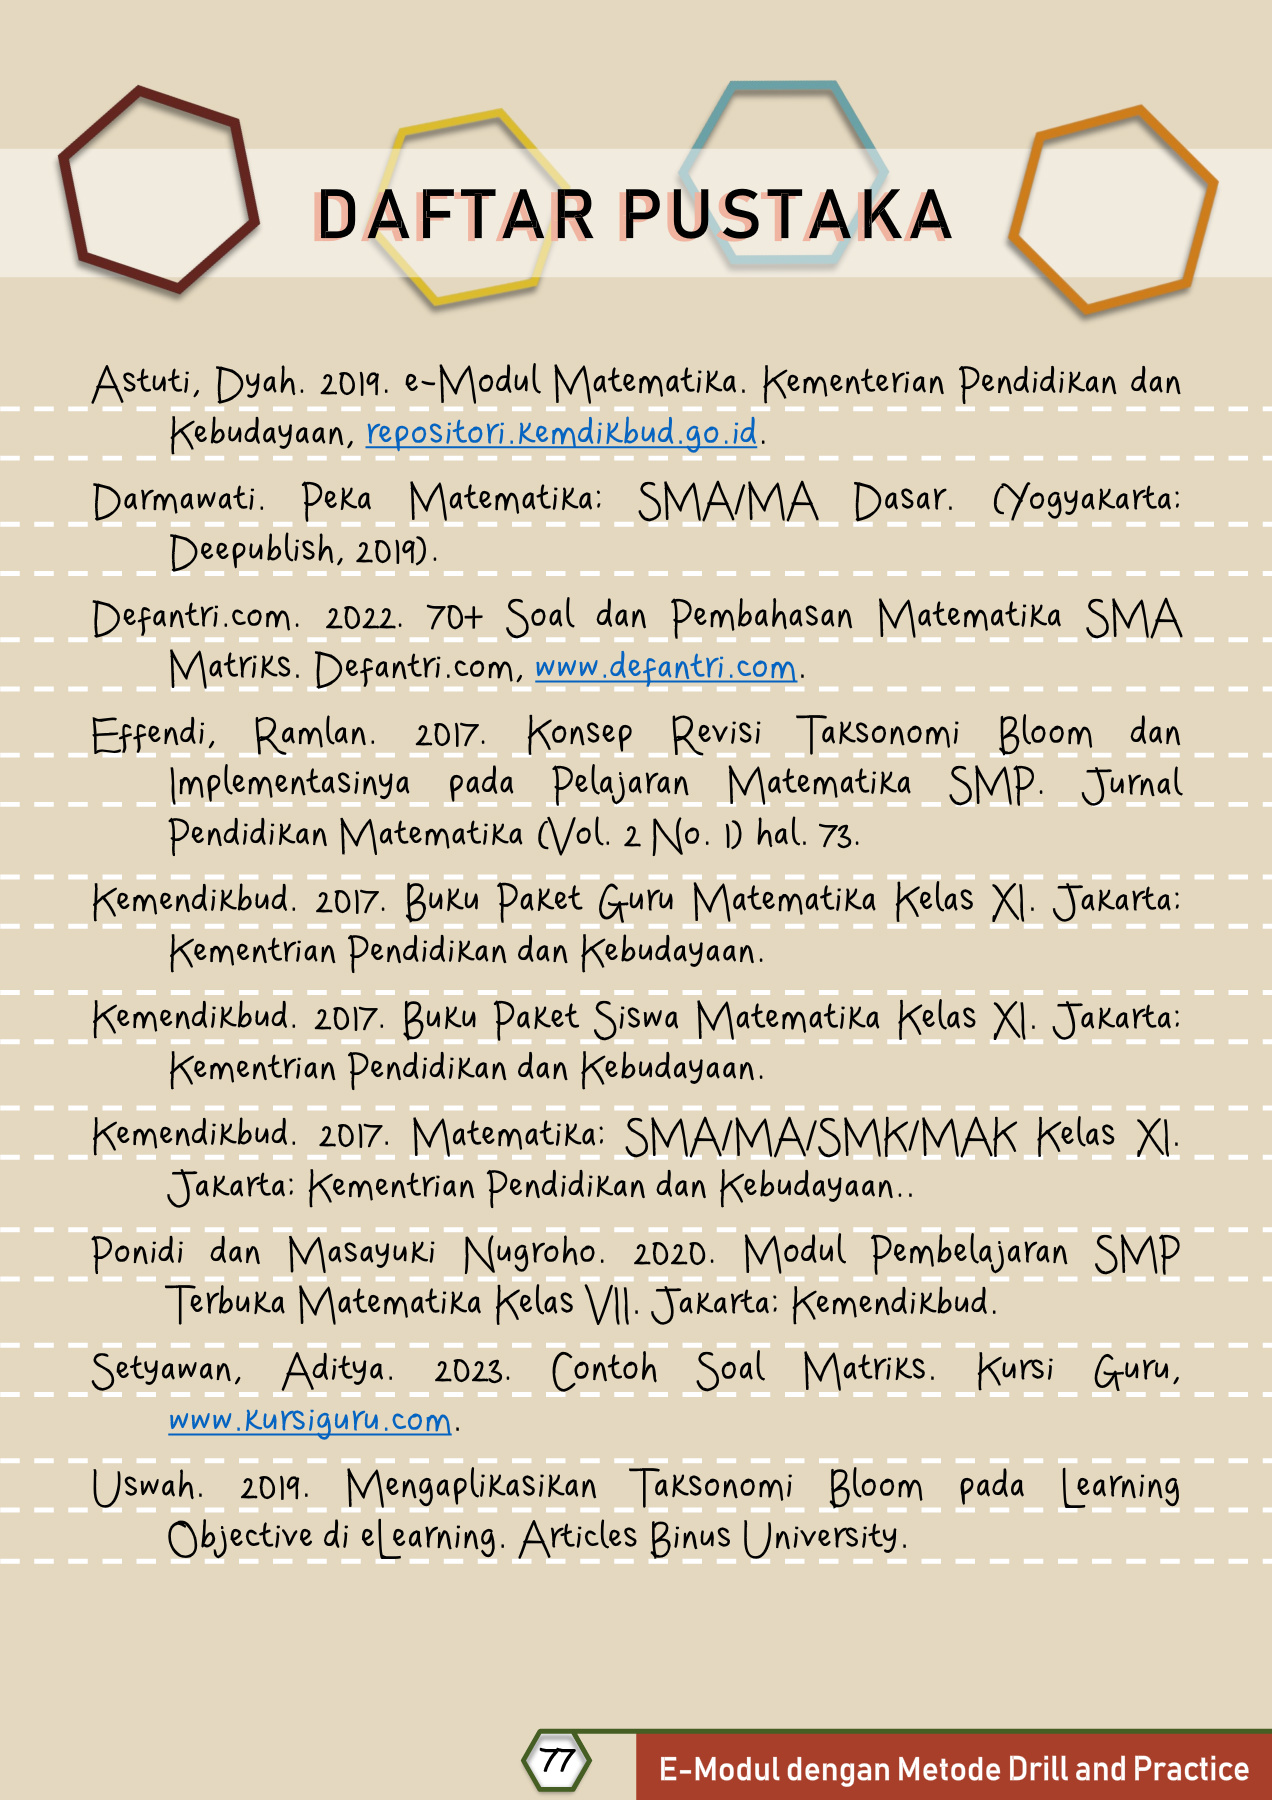 DAFTAR PUSTAKA
Astuti, Dyah. 2019. e-Modul Matematika. Kementerian Pendidikan dan
Kebudayaan, repositori.kemdikbud.go.id.
Darmawati. Peka Matematika: SMA/MA Dasar. (Yogyakarta:
Deepublish, 2019).
Defantri.com. 2022. 70+ Soal dan Pembahasan Matematika SMA
Matriks. Defantri.com, www.defantri.com.
Effendi, Ramlan. 2017. Konsep Revisi Taksonomi Bloom dan
Implementasinya pada Pelajaran Matematika SMP. Jurnal
Pendidikan Matematika (Vol. 2 No. 1) hal. 73.
Kemendikbud. 2017. Buku Paket Guru Matematika Kelas XI. Jakarta:
Kementrian Pendidikan dan Kebudayaan.
Kemendikbud. 2017. Buku Paket Siswa Matematika Kelas XI. Jakarta:
Kementrian Pendidikan dan Kebudayaan.
Kemendikbud. 2017. Matematika: SMA/MA/SMK/MAK Kelas XI.
Jakarta: Kementrian Pendidikan dan Kebudayaan..
Ponidi dan Masayuki Nugroho. 2020. Modul Pembelajaran SMP
Terbuka Matematika Kelas VII. Jakarta: Kemendikbud.
Setyawan, Aditya. 2023. Contoh Soal Matriks. Kursi Guru,
www.kursiguru.com.
Uswah. 2019. Mengaplikasikan Taksonomi Bloom pada Learning
Objective di eLearning. Articles Binus University.
77
E-Modul dengan Metode Drill and Practice